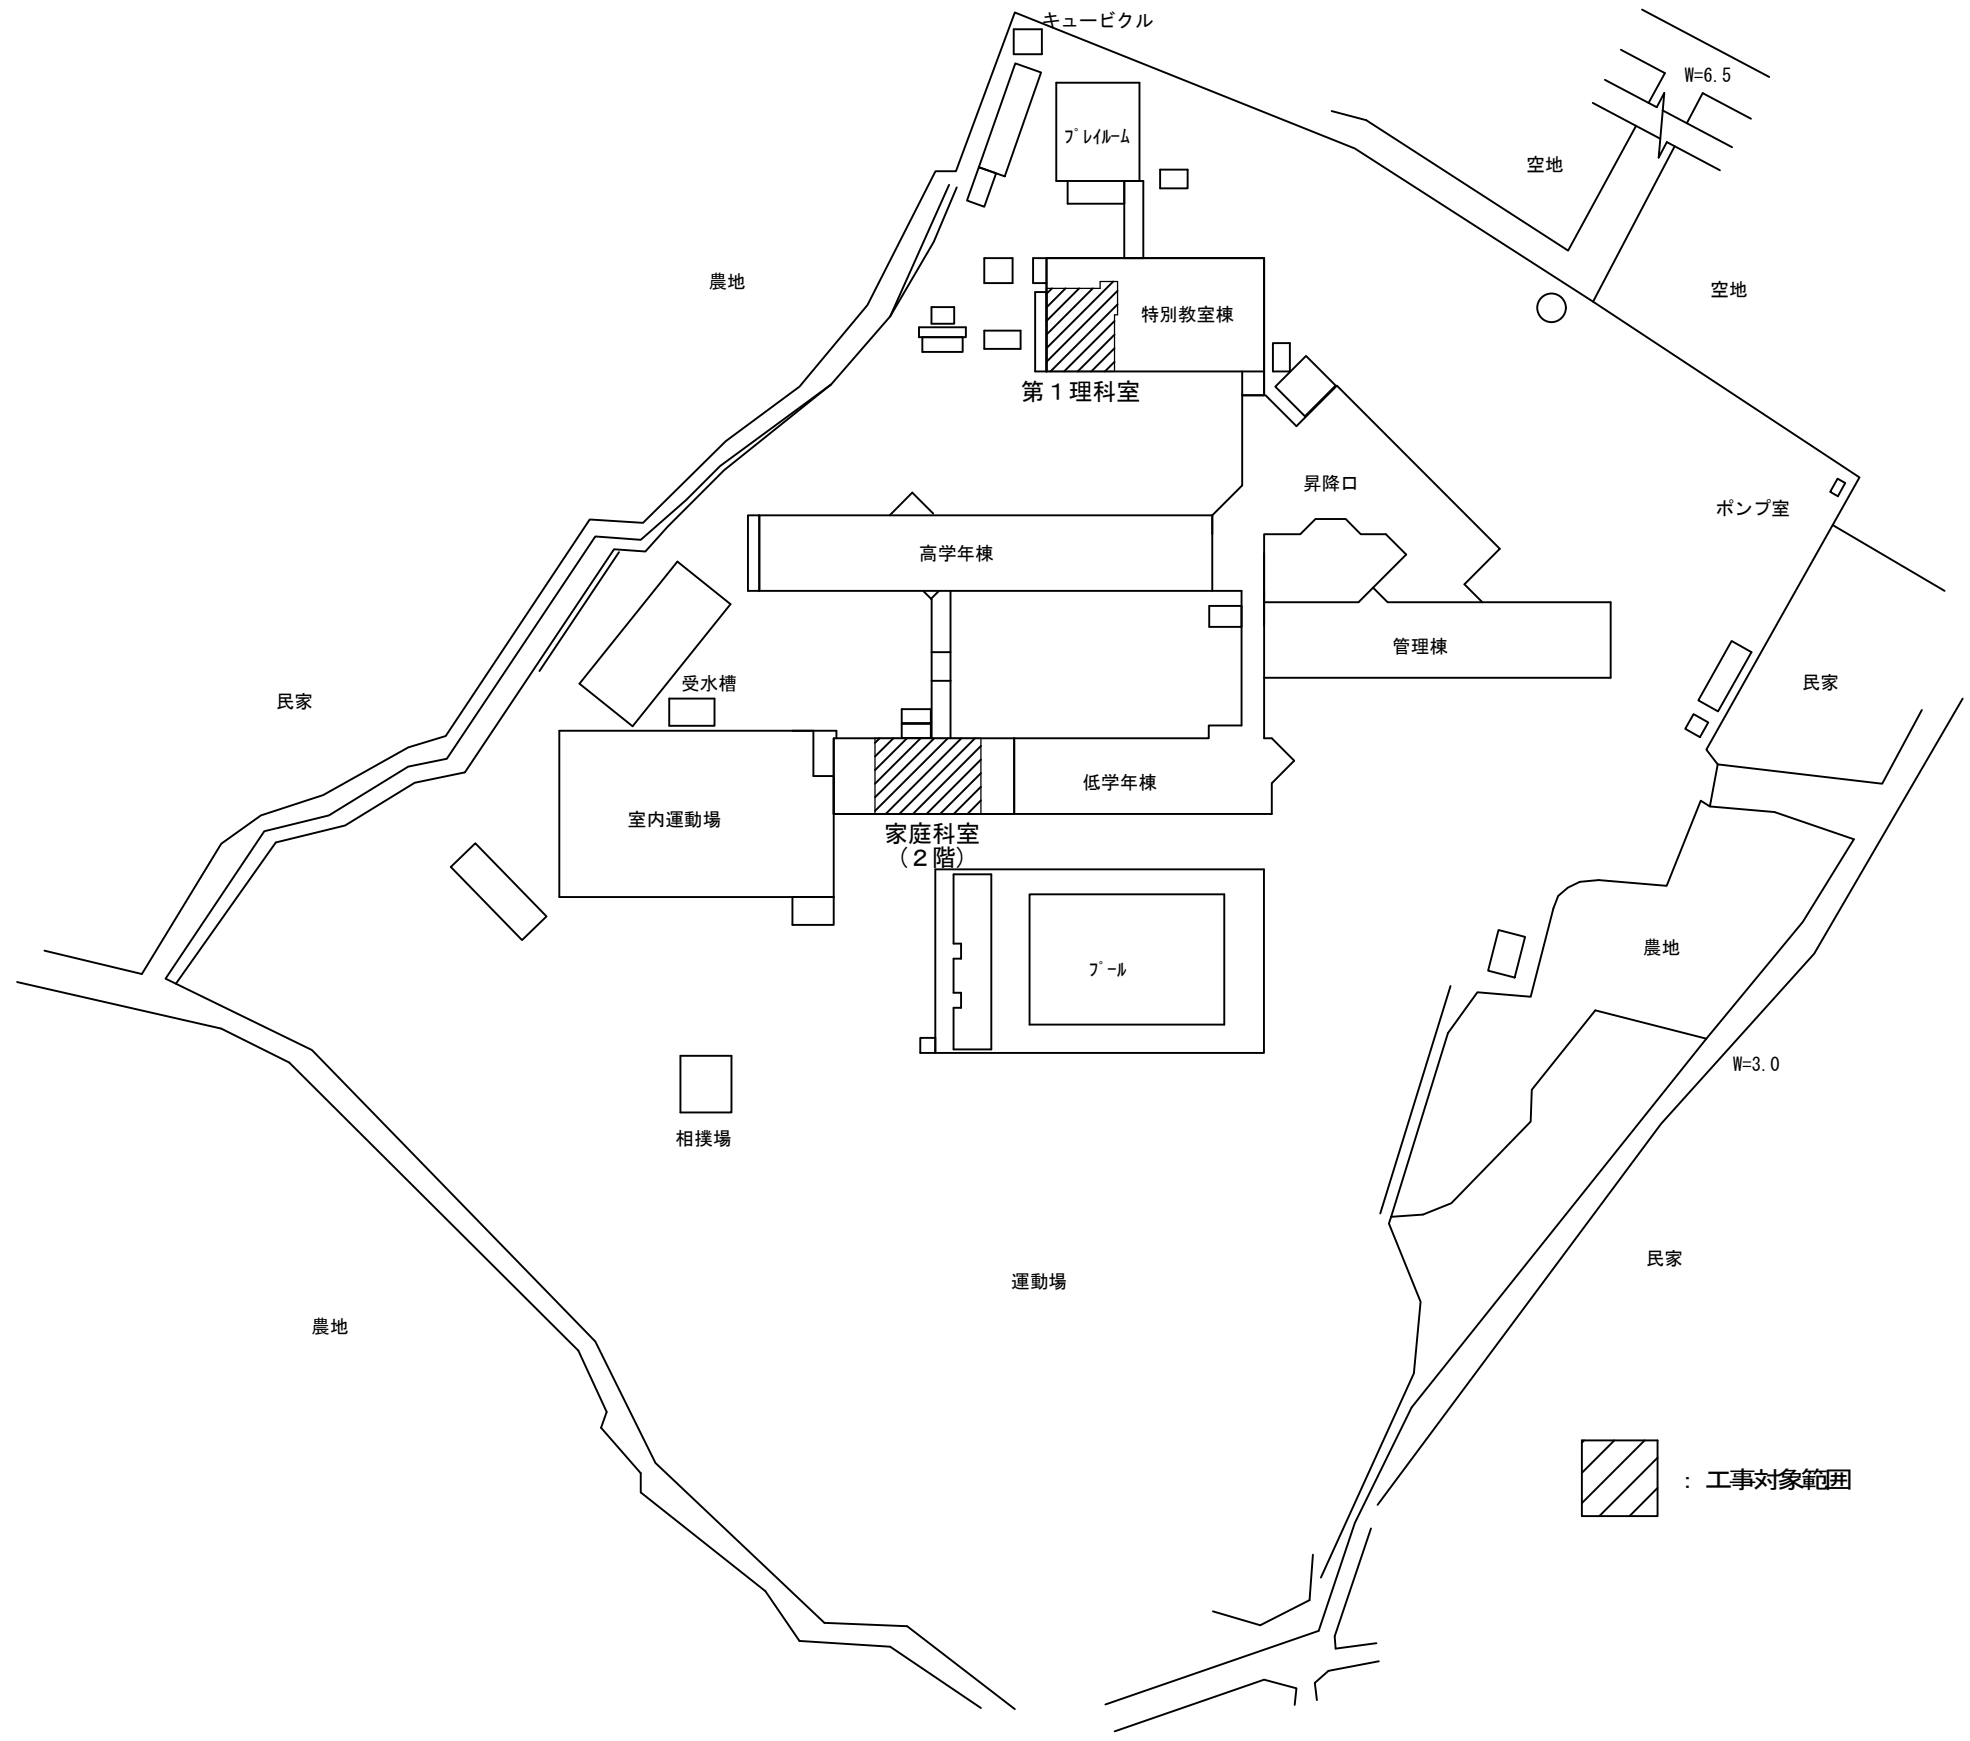 キュービクル
W=6.5
プレイルーム
空地
農地
空地
特別教室棟
第１理科室
昇降口
ポンプ室
高学年棟
管理棟
受水槽
民家
民家
低学年棟
室内運動場
家庭科室
（２階）
農地
プール
W=3.0
相撲場
民家
運動場
農地
：工事対象範囲